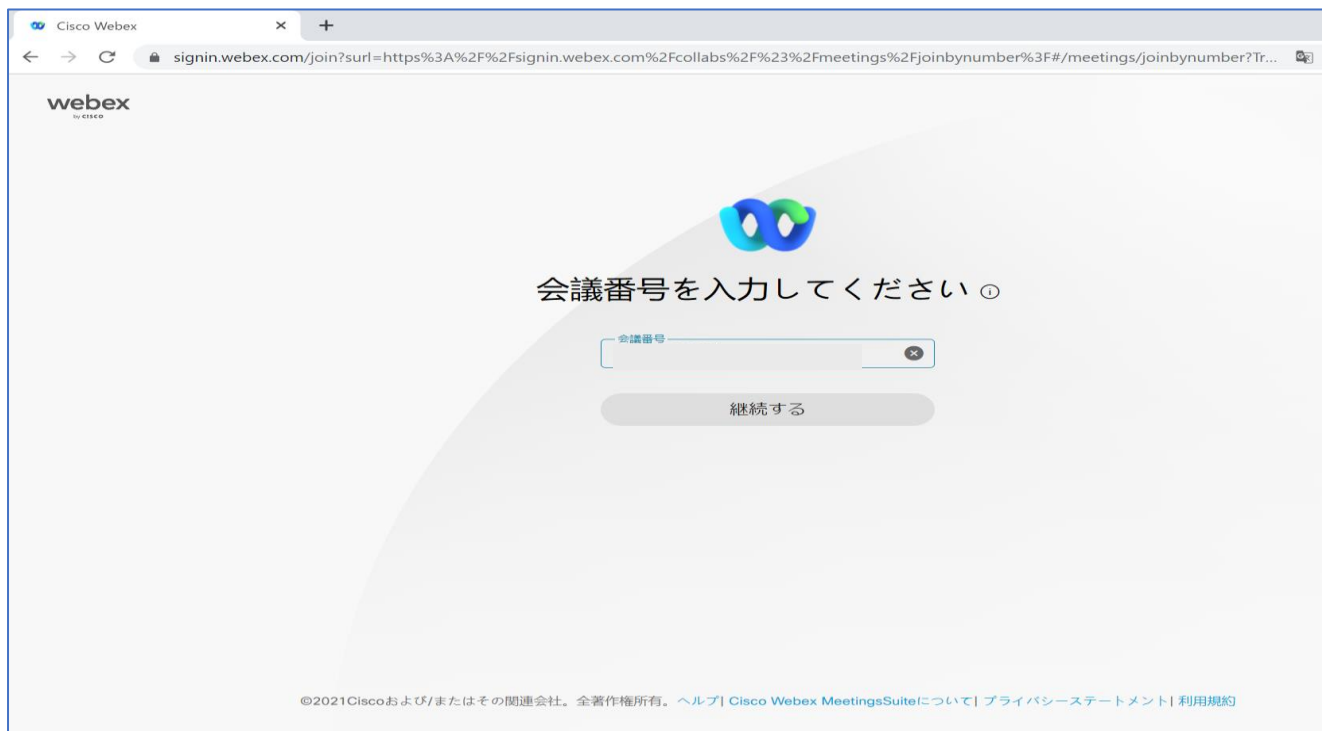 Cisco Webex
signin.webex.com/join?surl=https%3A%2F%2Fsignin.webex.com%2Fcollabs%2F%23%2Fmeetings%2Fjoinbynumber%3F#/meetings/joinbynumber?Tr...
webex
by CISCO
会議番号を入力してください
会議番号
継続する
©2021Ciscoおよび/またはその関連会社。全著作権所有。ヘルプ| Cisco Webex MeetingsSuiteについて| プライバシーステートメント| 利用規約